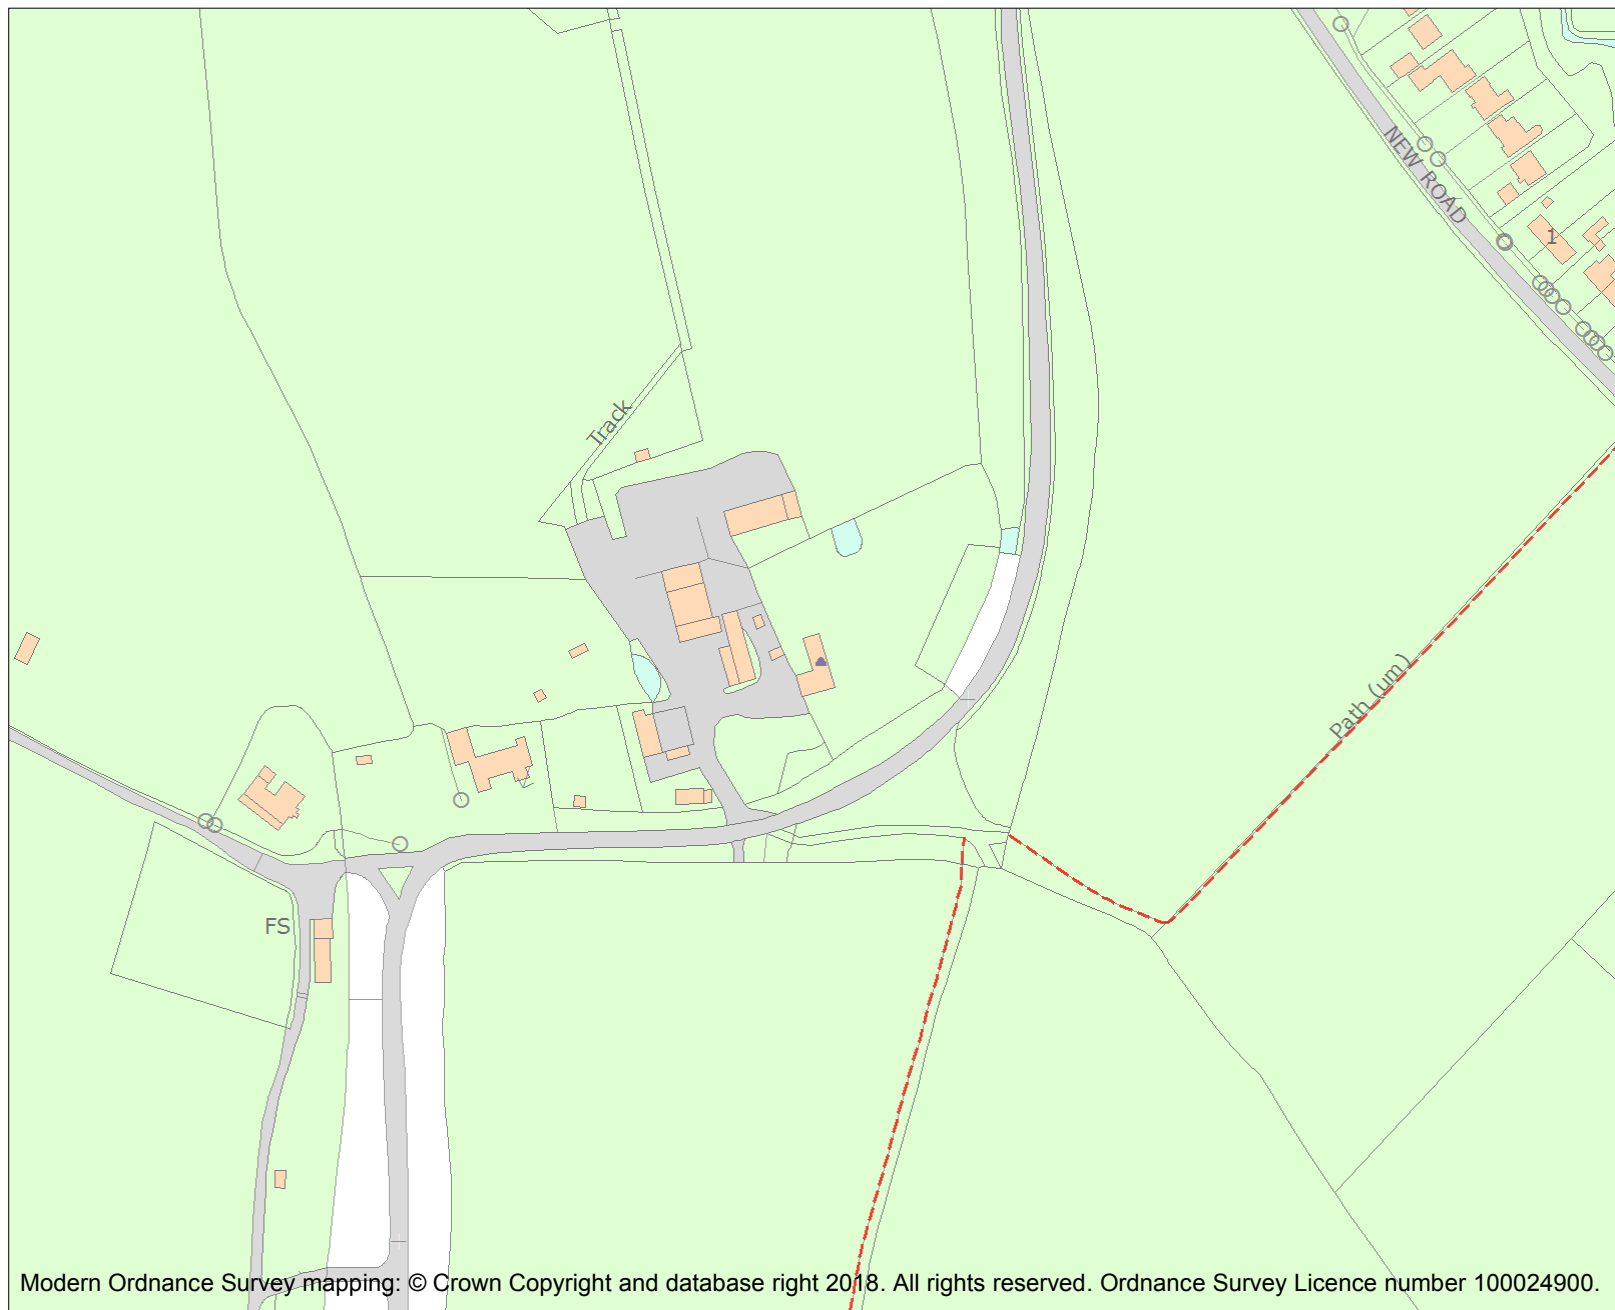 NEW ROAD
1
Track
Path (um)
FS
Modern Ordnance Survey mapping: © Crown Copyright and database right 2018. All rights reserved. Ordnance Survey Licence number 100024900.